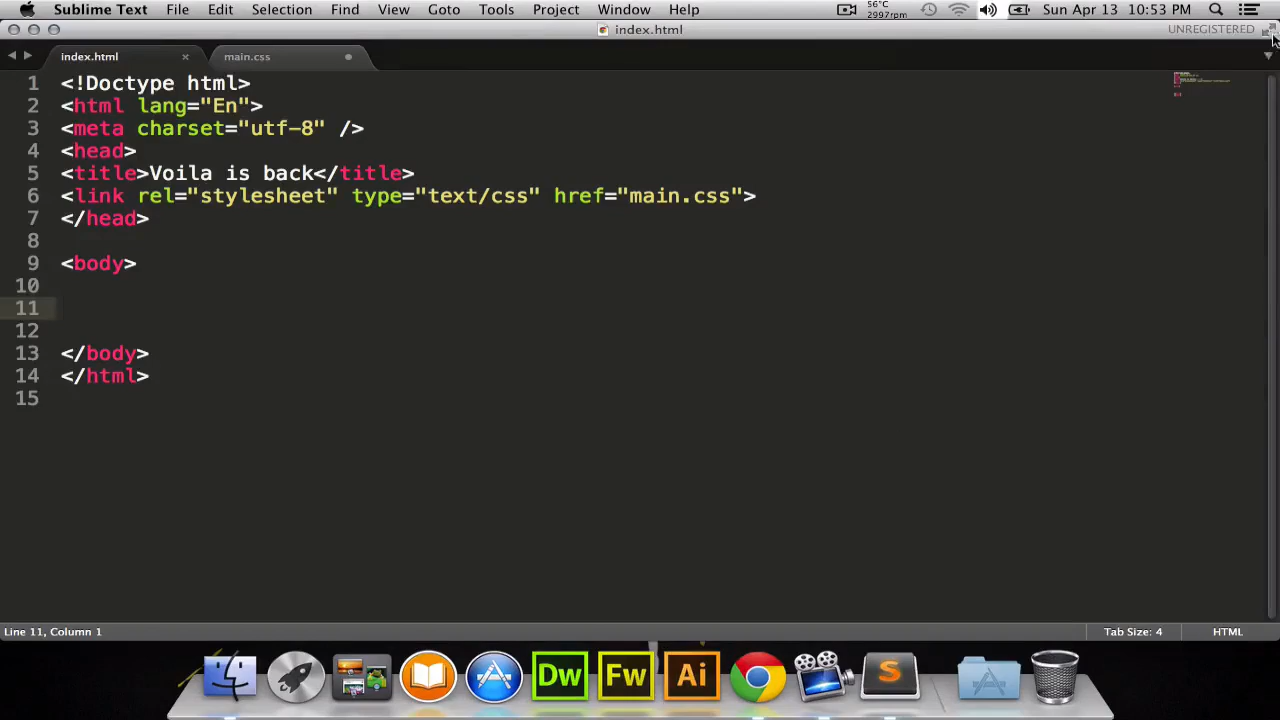 Sublime Text File Edit Selection Find View Goto Tools Project Window Help 56°C 2997rpm Sun Apr 13 10:53 PM
index.html UNREGISTERED
index.html main.css
1 <!Doctype html>
2 <html lang="En">
3 <meta charset="utf-8" />
4 <head>
5 <title>Voila is back</title>
6 <link rel="stylesheet" type="text/css" href="main.css">
7 </head>
8
9 <body>
10
11
12
13 </body>
14 </html>
15
Line 11, Column 1 Tab Size: 4 HTML
Dw Fw Ai S